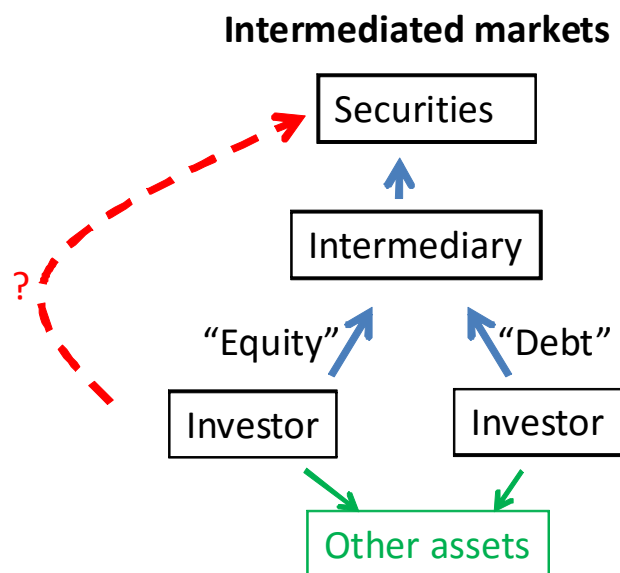 Intermediated markets
Securities
Intermediary
?
“Equity”
“Debt”
Investor
Investor
Other assets